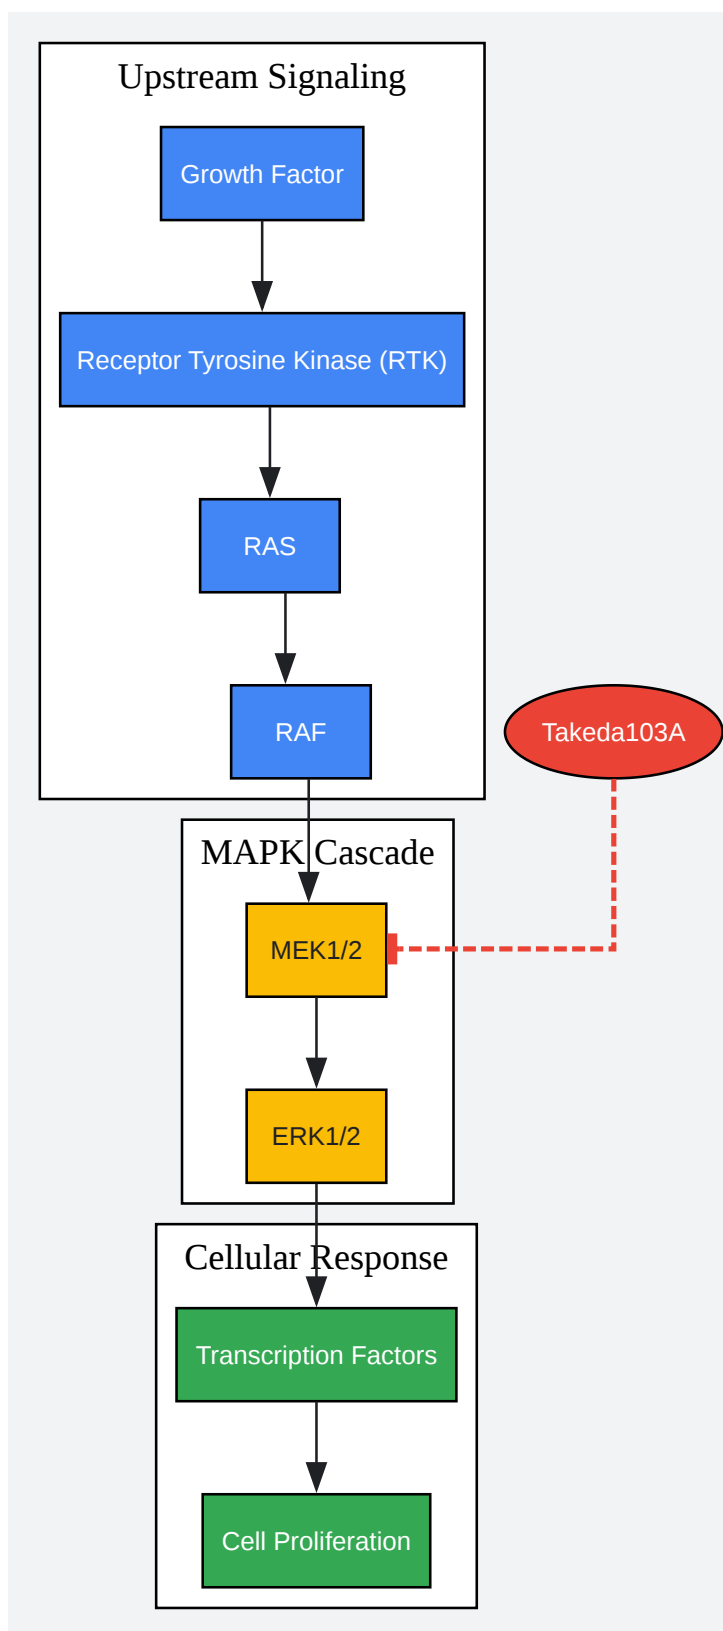 Upstream Signaling
Growth Factor
Receptor Tyrosine Kinase (RTK)
RAS
RAF
Takeda103A
MAPK Cascade
MEK1/2
ERK1/2
Cellular Response
Transcription Factors
Cell Proliferation